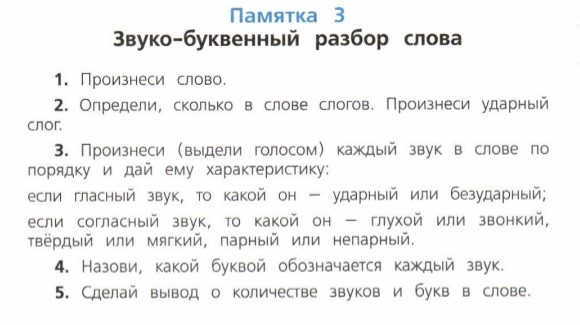 Памятка 3
Звуко-буквенный разбор слова
1. Произнеси слово.
2. Определи, сколько в слове слогов. Произнеси ударный
слог.
3. Произнеси (выдели голосом) каждый звук в слове по
порядку и дай ему характеристику:
если гласный звук, то какой он — ударный или безударный;
если согласный звук, то какой он — глухой или звонкий,
твёрдый или мягкий, парный или непарный.
4. Назови, какой буквой обозначается каждый звук.
5. Сделай вывод о количестве звуков и букв в слове.